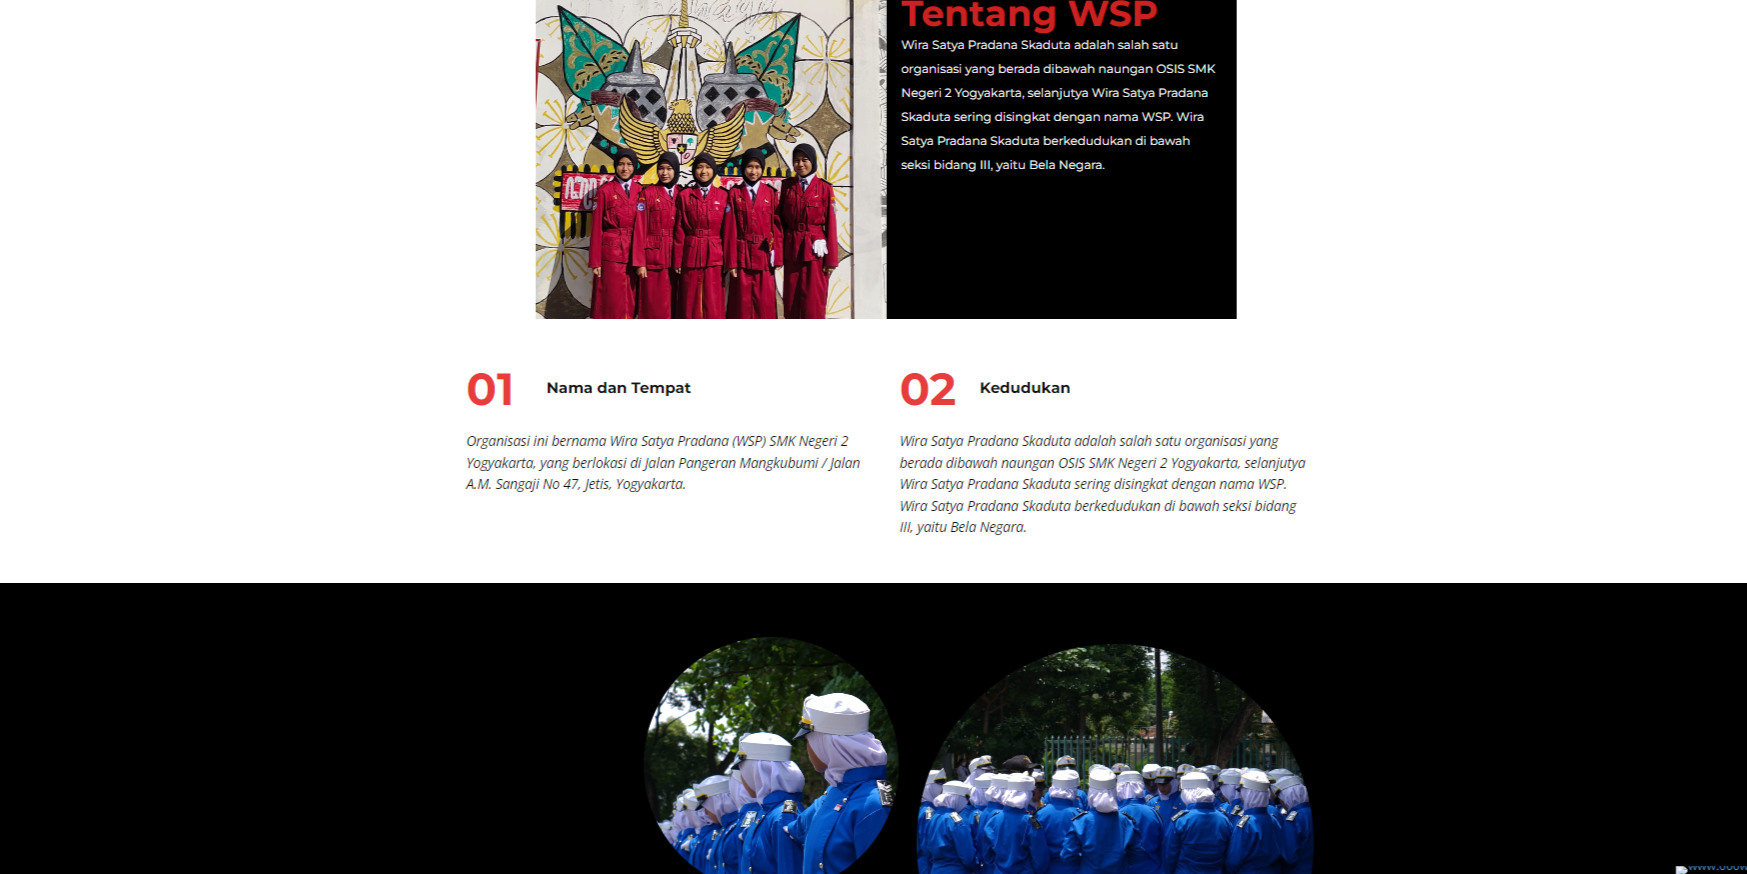 Tentang WSP
Wira Satya Pradana Skaduta adalah salah satu
organisasi yang berada dibawah naungan OSIS SMK
Negeri 2 Yogyakarta, selanjutya Wira Satya Pradana
Skaduta sering disingkat dengan nama WSP. Wira
Satya Pradana Skaduta berkedudukan di bawah
seksi bidang III, yaitu Bela Negara.
01 Nama dan Tempat
Organisasi ini bernama Wira Satya Pradana (WSP) SMK Negeri 2
Yogyakarta, yang berlokasi di Jalan Pangeran Mangkubumi / Jalan
A.M. Sangaji No 47, Jetis, Yogyakarta.
02 Kedudukan
Wira Satya Pradana Skaduta adalah salah satu organisasi yang
berada dibawah naungan OSIS SMK Negeri 2 Yogyakarta, selanjutya
Wira Satya Pradana Skaduta sering disingkat dengan nama WSP.
Wira Satya Pradana Skaduta berkedudukan di bawah seksi bidang
III, yaitu Bela Negara.